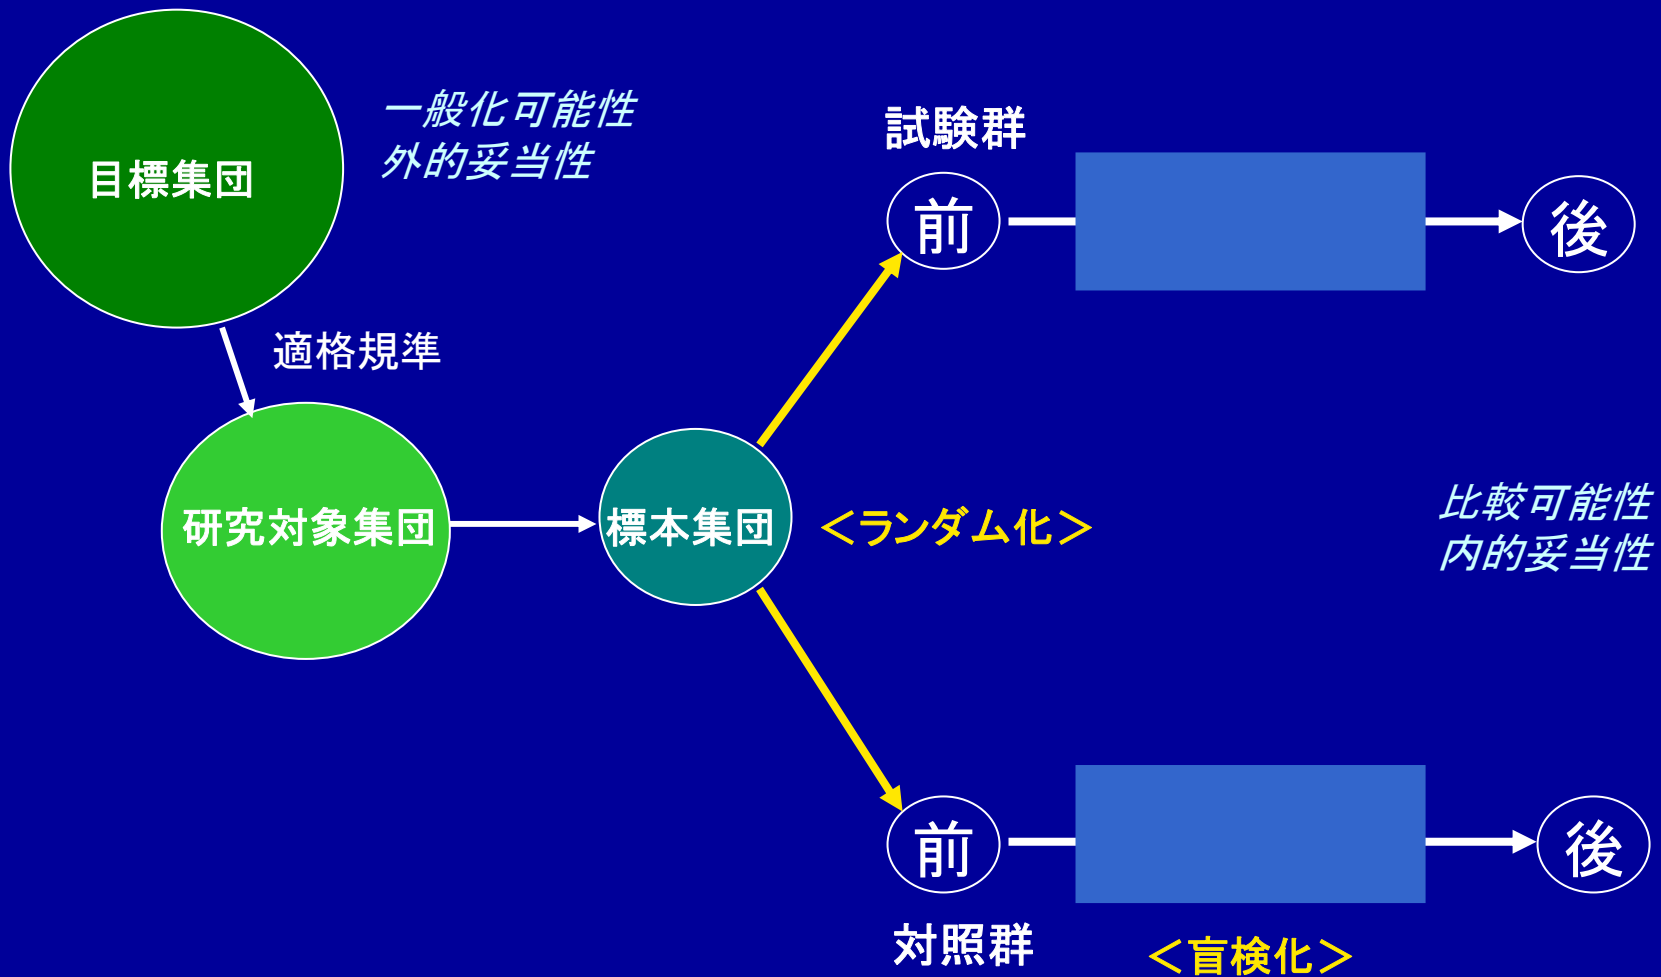 目標集団
一般化可能性
外的妥当性
適格規準
研究対象集団
標本集団
＜ランダム化＞
試験群
前
後
比較可能性
内的妥当性
前
後
対照群
＜盲検化＞